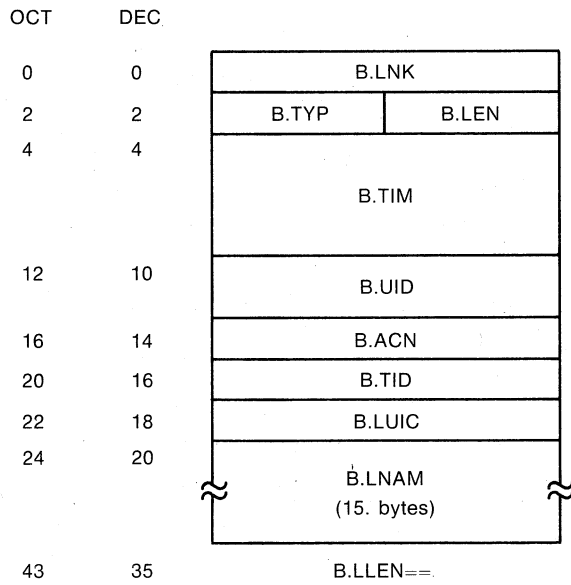 OCT DEC
0 0 B.LNK
2 2 B.TYP B.LEN
4 4
B.TIM
12 10 B.UID
16 14 B.ACN
20 16 B.TID
22 18 B.LUIC
24 20 B.LNAM
(15. bytes)
43 35 B.LLEN==